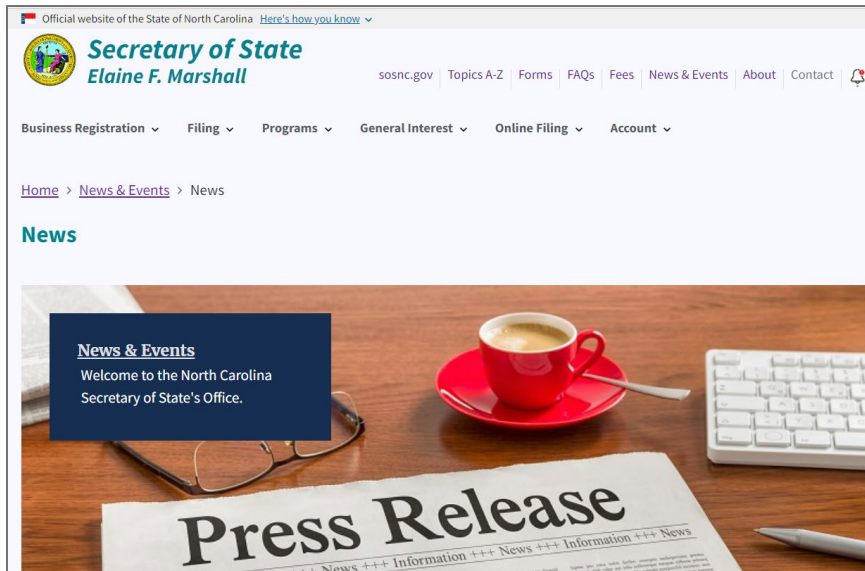 Official website of the State of North Carolina Here's how you know
Secretary of State
Elaine F. Marshall
sosnc.gov Topics A-Z Forms FAQs Fees News & Events About Contact
Business Registration Filing Programs General Interest Online Filing Account
Home > News & Events > News
News
News & Events
Welcome to the North Carolina
Secretary of State's Office.
Press Release
News +++ Information +++ News +++ Information +++ News